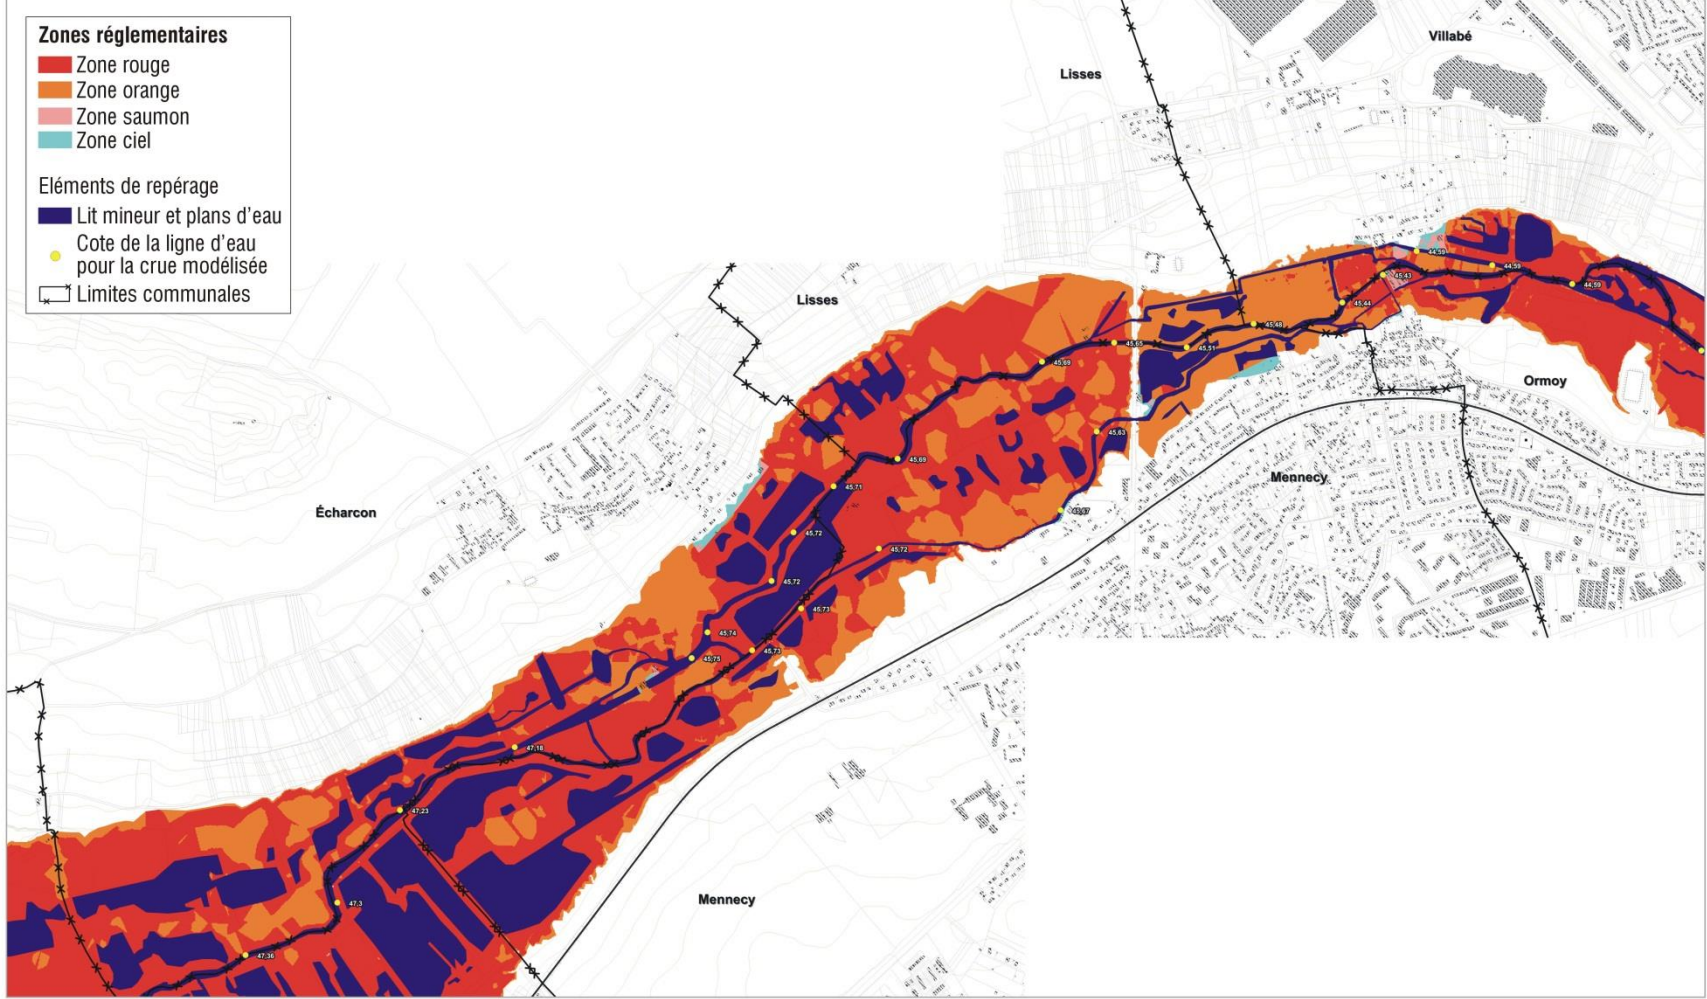 Zones réglementaires
Zone rouge
Zone orange
Zone saumon
Zone ciel
Eléments de repérage
Lit mineur et plans d'eau
Cote de la ligne d'eau
pour la crue modélisée
Limites communales
Villabé
Lisses
Lisses
Ormoy
Mennecy
Écharcon
Mennecy
44,59
44,59
44,59
45,43
45,44
45,48
45,51
45,65
45,69
45,63
45,69
45,71
45,67
45,72
45,72
45,72
45,73
45,74
45,73
45,75
47,18
47,23
47,3
47,36